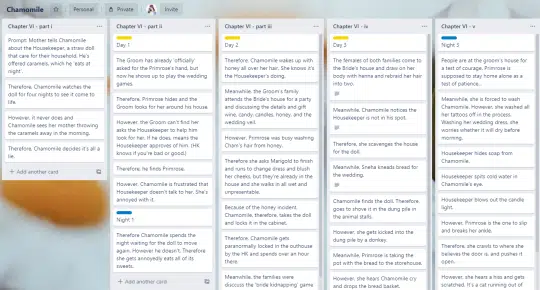 Chamomile
Personal
Private
Invite
Chapter VI - part i
Prompt: Mother tells Chamomile
about the Housekeeper, a straw doll
that care for their household. He's
offered caramels, which he 'eats at
night'.
Therefore, Chamomile watches the
doll for four nights to see it come to
life.
However, it never does and
Chamomile sees her mother throwing
the caramels away in the morning.
Therefore, Chamomile decides it's all a
lie.
+ Add another card
Chapter VI - part ii
Day 1
The Groom has already 'officially'
asked for the Primrose's hand, but
now he shows up to play the wedding
games.
Therefore, Primrose hides and the
Groom looks for her around his house.
However, the Groom can't find her
asks the Housekeeper to help him
look for her. If he does, means the
Housekeeper approves of him. (HK
knows if you're bad or good.)
Therefore, he finds Primrose.
However, Chamomile is frustrated that
Housekeeper doesn't talk to her. She's
annoyed with it.
Night 1
Therefore Chamomile spends the
night waiting for the doll to move
again. However he doesn't. Therefore,
she gets annoyedly eats all of its
sweets.
+ Add another card
Chapter VI - part iii
Day 2
Therefore, Chamomile wakes up with
honey all over her hair. She knows it's the
Housekeeper's doing.
Meanwhile, the Groom's family
attend the Bride's house for a party
and discussing the details and gift
wine, candy, candles, honey, and the
wedding veil.
However, Primrose was busy washing
Cham's hair from honey.
Therefore she asks Marigold to finish
and runs to change dress and blush
her cheeks, but they're already in the
house and she walks in all wet and
unpresentable.
Because of the honey incident,
Chamomile, therefore, takes the doll
and locks it in the cabinet.
Therefore, Chamomile gets
paranormally locked in the outhouse
by the HK and spends over an hour
there.
Meanwhile, the families were
discuss the 'bride kidnapping' game
Chapter VI - iv
Day 3
The females of both families come to
the Bride's house and draw on her
body with henna and rebraid her hair
into two.
Meanwhile, Chamomile notices the
Housekeeper is not in his spot.
Therefore, she scavenges the house
for the doll.
Meanwhile, Sneha kneads bread for the
wedding.
Chamomile finds the doll. Therefore
goes to shove it in the dung pile in
the animal stalls.
However, she gets kicked into the
dung pile by a donkey.
Meanwhile, Primrose is taking the
pot with the bread to the storehouse.
However, she hears Chamomile cry
and drops the bread basket.
Chapter VI - v
Night 3
People are at the groom's house for
a test of courage. Primrose is
supposed to stay home alone as a
test of patience.
Meanwhile, she is forced to wash
Chamomile. However, she washed all
her tattoo off in the process.
Washing her wedding dress, she
worries whether it will dry before
morning.
Housekeeper hides soap from
Chamomile.
Housekeeper spits cord water in
Chamomile's eye.
Housekeeper blows out the candle
light.
However, Primrose is the one to slip
and breaks her ankle.
Therefore, she crawls to where she
believes the door is, and pushes it
open.
However, she hears a hiss and gets
scratched. It's a cat running out of